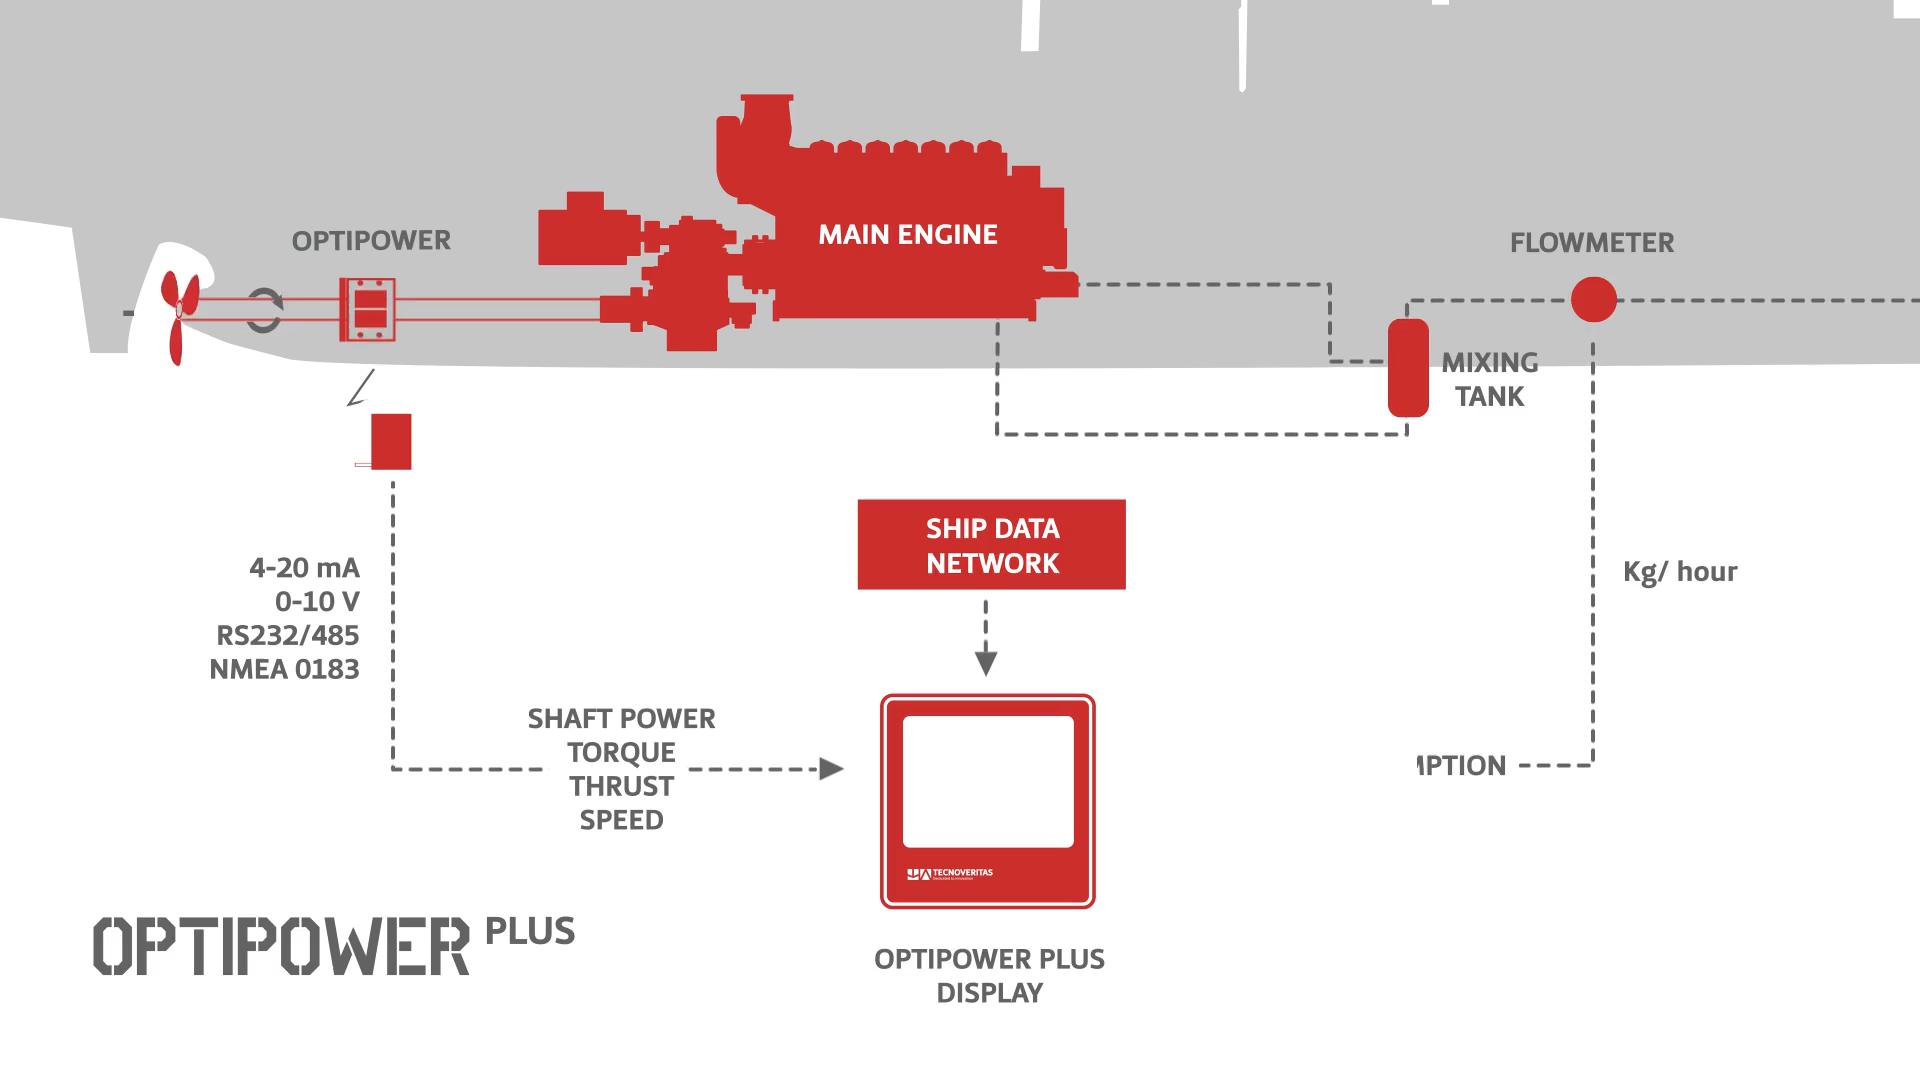 OPTIPOWER
MAIN ENGINE
FLOWMETER
MIXING
TANK
SHIP DATA
NETWORK
4-20 mA
0-10 V
RS232/485
NMEA 0183
Kg/ hour
SHAFT POWER
TORQUE
THRUST
SPEED
TECNOVERITAS
OPTIPOWER PLUS
OPTIPOWER PLUS
DISPLAY